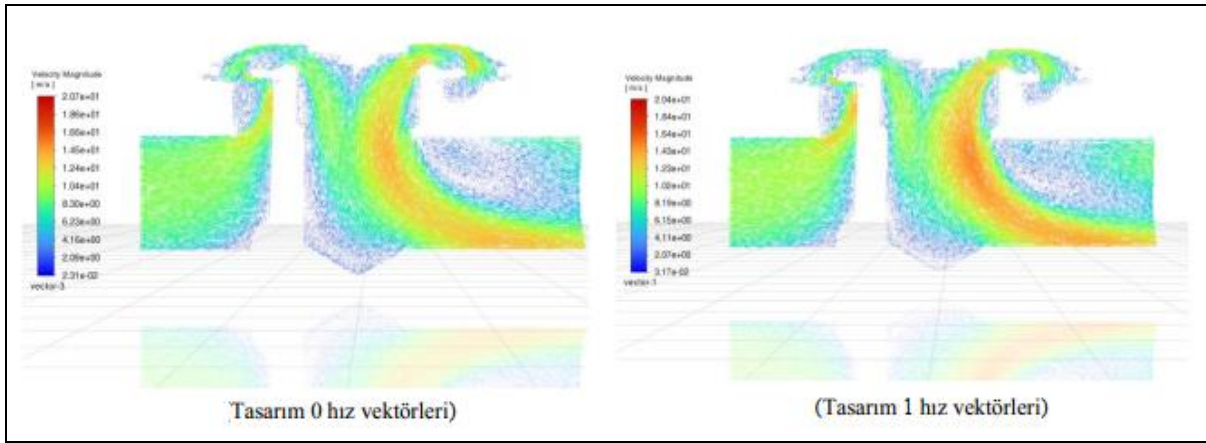 Velocity Magnitude
[ m/s ]
2.07e+01
1.86e+01
1.66e+01
1.45e+01
1.24e+01
1.04e+01
8.30e+00
6.23e+00
4.16e+00
2.09e+00
2.31e-02
vector-3
Tasarım 0 hız vektörleri)
Velocity Magnitude
[ m/s ]
2.04e+01
1.84e+01
1.64e+01
1.43e+01
1.23e+01
1.02e+01
8.19e+00
6.15e+00
4.11e+00
2.07e+00
3.17e-02
vector-1
(Tasarım 1 hız vektörleri)